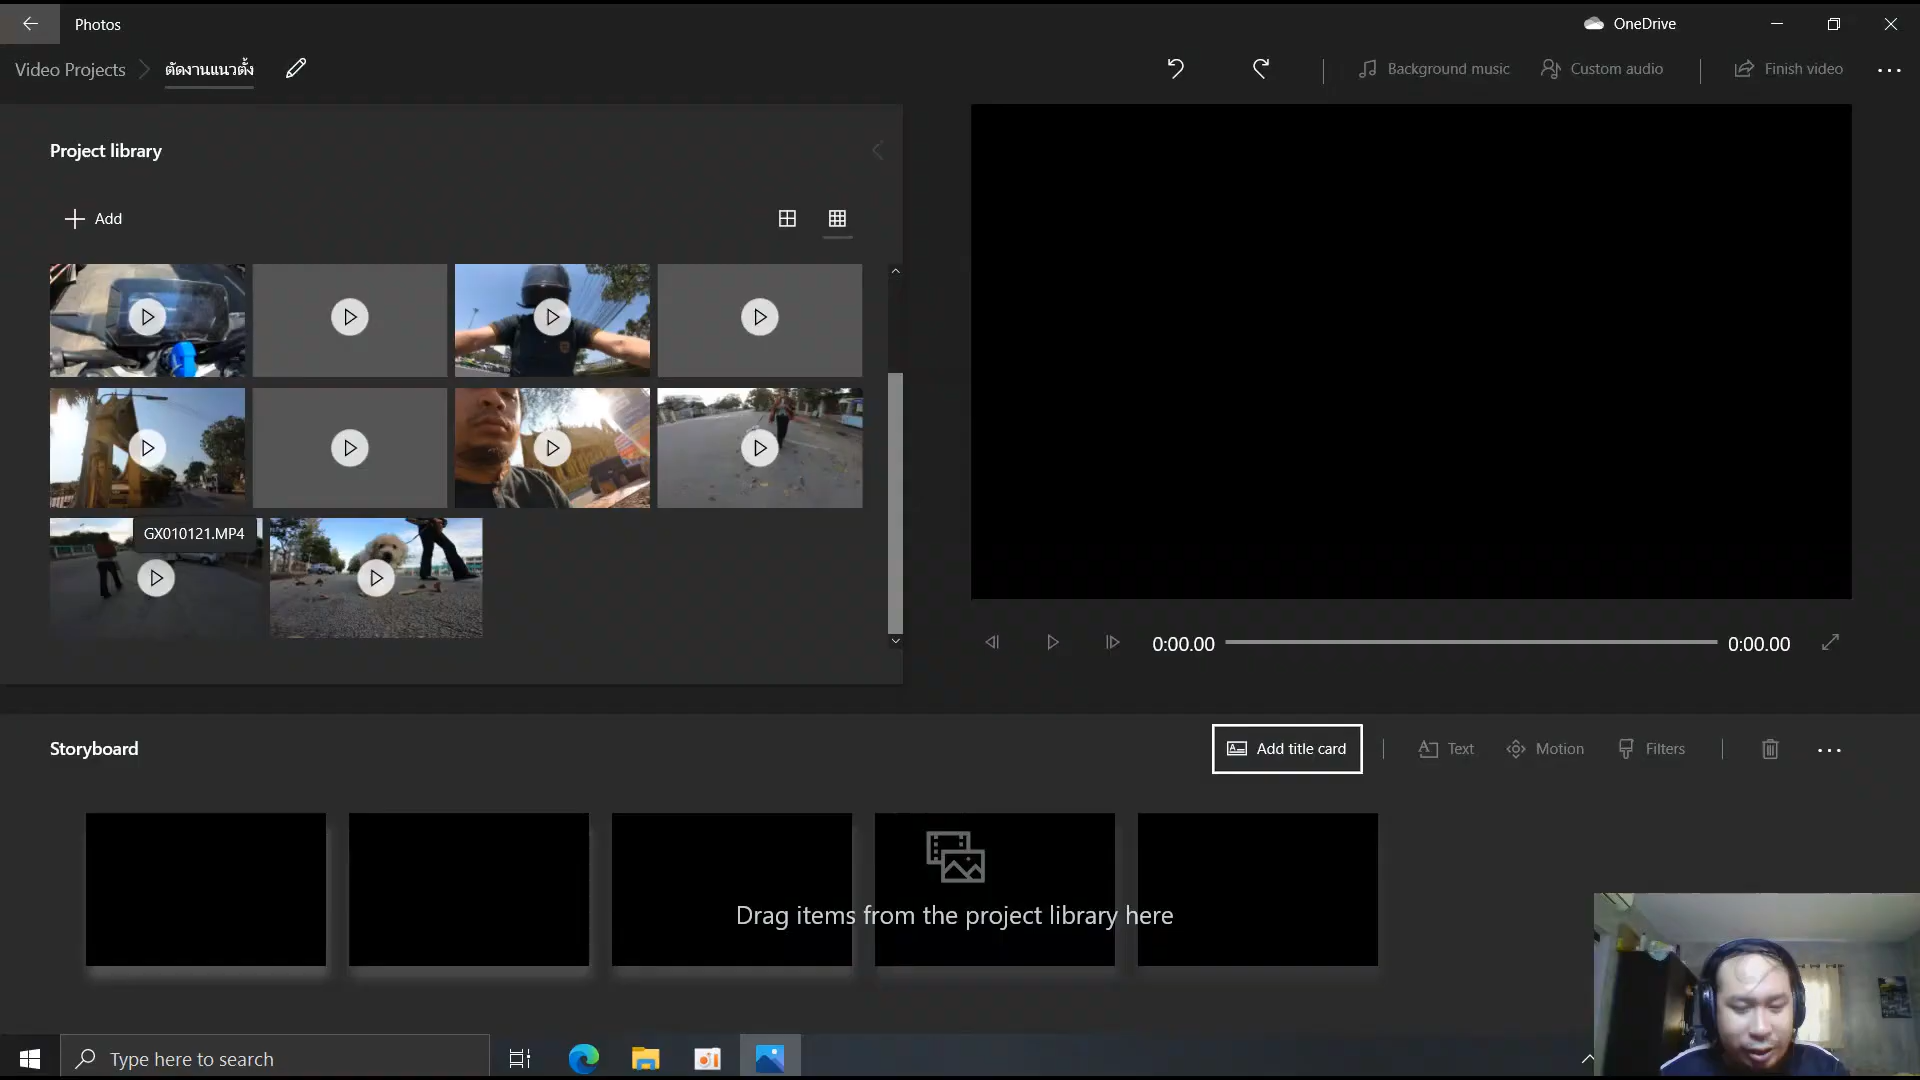 Photos
OneDrive
Video Projects
ตัดงานแนวตั้ง
Background music
Custom audio
Finish video
Project library
Add
GX010121.MP4
0:00.00
0:00.00
Storyboard
Add title card
Text
Motion
Filters
Drag items from the project library here
Type here to search